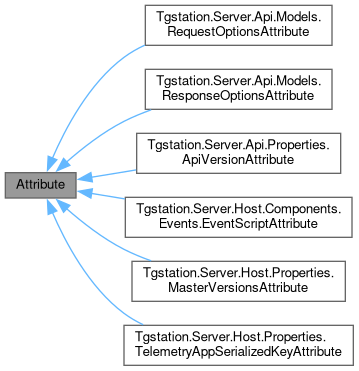 Tgstation.Server.Api.Models.
RequestOptionsAttribute
Tgstation.Server.Api.Models.
ResponseOptionsAttribute
Tgstation.Server.Api.Properties.
ApiVersionAttribute
Attribute
Tgstation.Server.Host.Components.
Events.EventScriptAttribute
Tgstation.Server.Host.Properties.
MasterVersionsAttribute
Tgstation.Server.Host.Properties.
TelemetryAppSerializedKeyAttribute